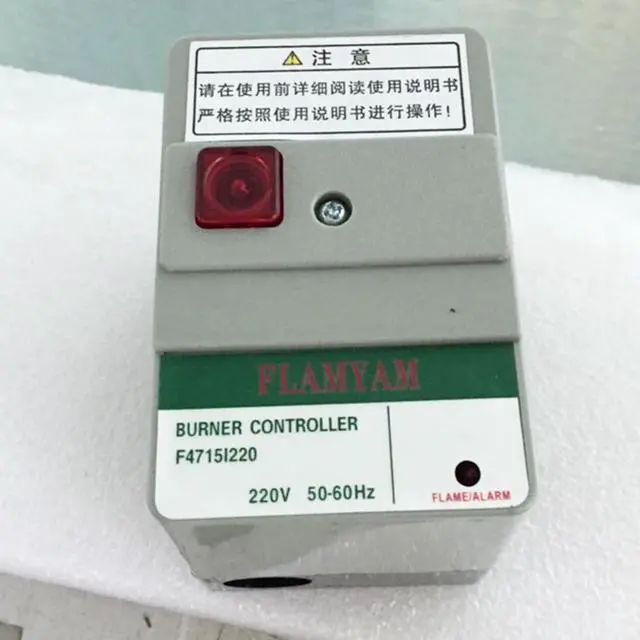 注 意
请在使用前详细阅读使用说明书
严格按照使用说明书进行操作!
FLAMYAM
BURNER CONTROLLER
F4715I220
220V 50-60Hz
FLAME/ALARM